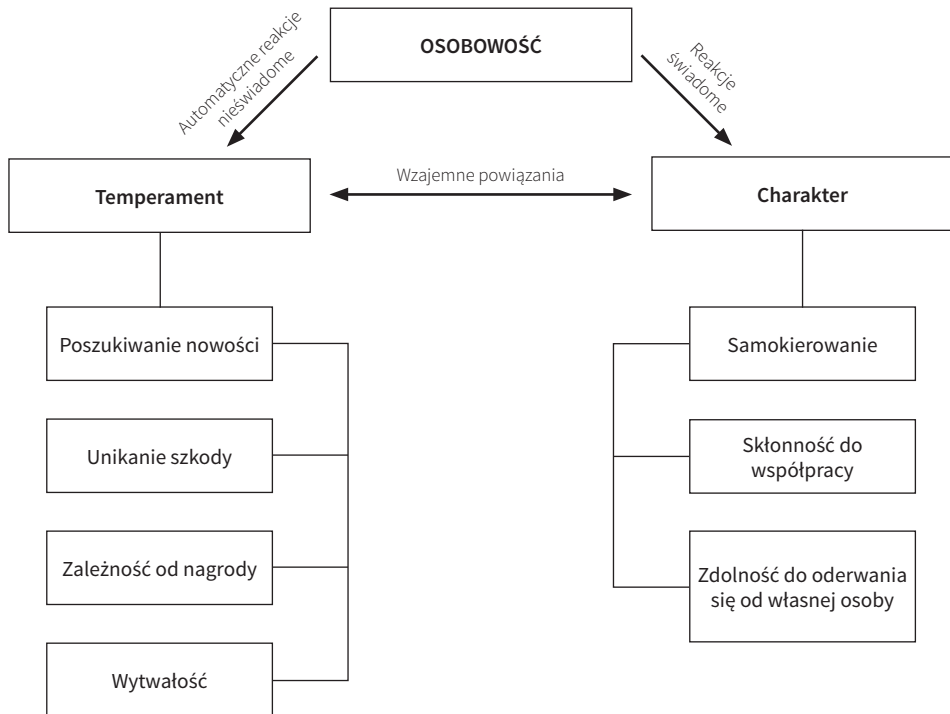 OSOBOWOŚĆ
Automatyczne reakcje
nieświadome
Reakcje
świadome
Temperament
Wzajemne powiązania
Charakter
Poszukiwanie nowości
Samokierowanie
Unikanie szkody
Skłonność do
współpracy
Zależność od nagrody
Zdolność do oderwania
się od własnej osoby
Wytwałość